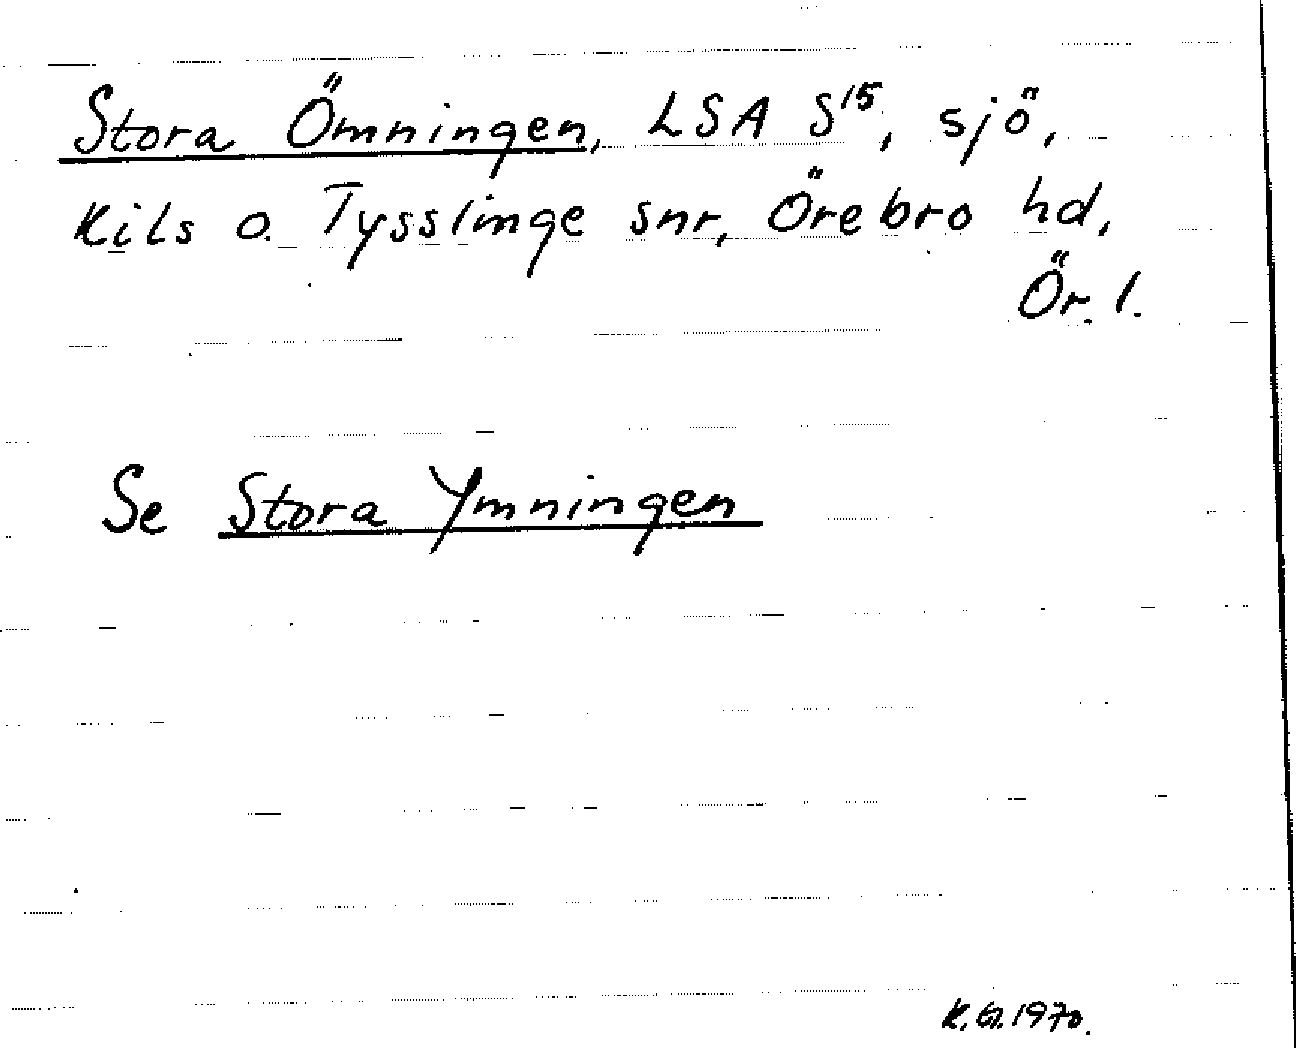 Stora Ömningen, LSA S¹⁵, sjö,
Kils o. Tysslinge snr, Örebro hd,
Ör. l.
Se Stora Ymningen
K. G. 1970.